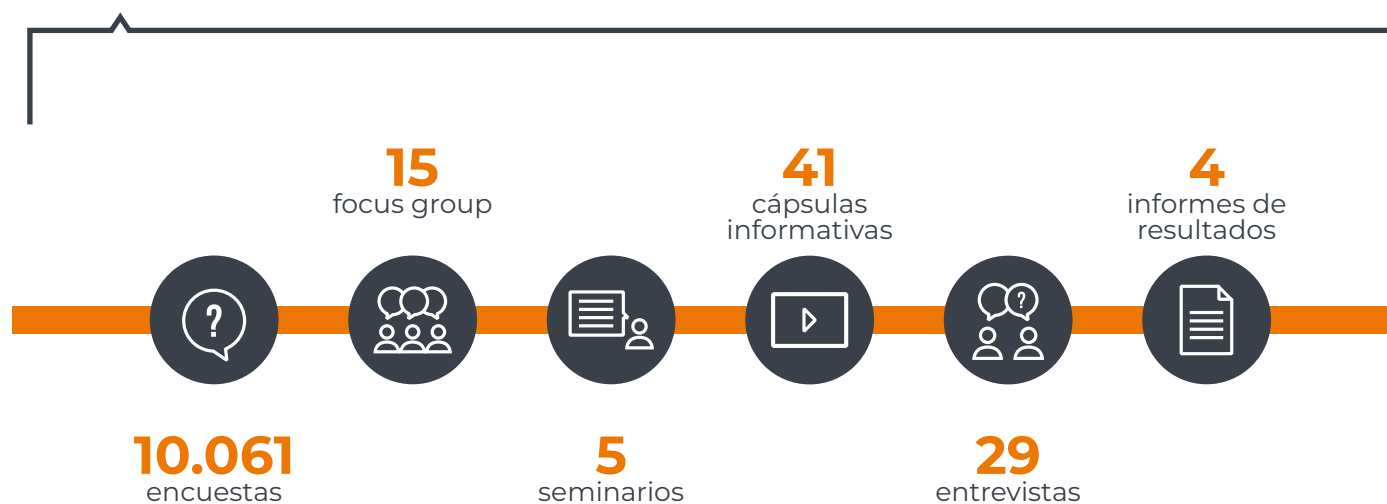 15
focus group
41
cápsulas
informativas
4
informes de
resultados
?
?
10.061
encuestas
5
seminarios
29
entrevistas